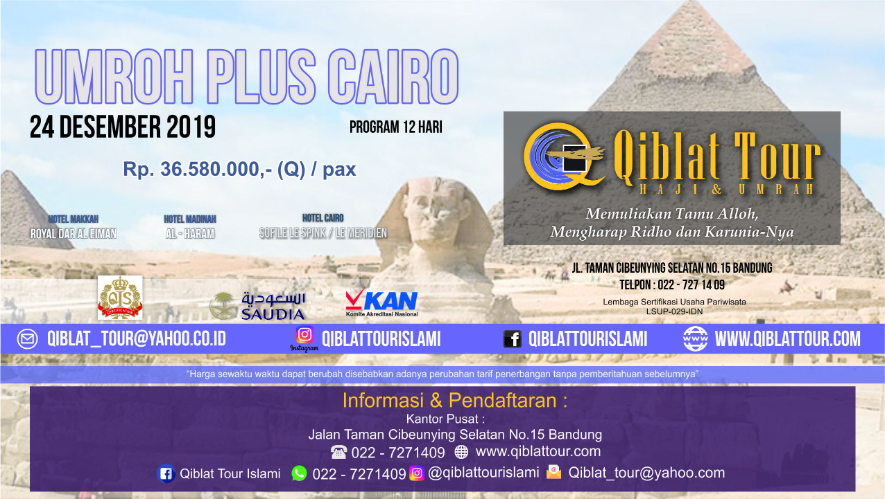 UMROH PLUS CAIRO
24 DESEMBER 2019
PROGRAM 12 HARI
Rp. 36.580.000,- (Q) / pax
HOTEL MAKKAH
ROYAL DAR AL EIMAN
HOTEL MADINAH
AL - HARAM
HOTEL CAIRO
SOFILE LE SPINK / LE MERIDIEN
Qiblat Tour
HAJI & UMRAH
Memuliakan Tamu Alloh,
Mengharap Ridho dan Karunia-Nya
JL. TAMAN CIBEUNYING SELATAN NO.15 BANDUNG
TELPON : 022 - 727 14 09
Lembaga Sertifikasi Usaha Pariwisata
LSUP-029-IDN
QIS
السعودية
SAUDIA
KAN
Komite Akreditasi Nasional
QIBLAT_TOUR@YAHOO.CO.ID
Instagram
QIBLATTOURISLAMI
QIBLATTOURISLAMI
WWW.QIBLATTOUR.COM
"Harga sewaktu waktu dapat berubah disebabkan adanya perubahan tarif penerbangan tanpa pemberitahuan sebelumnya"
Informasi & Pendaftaran :
Kantor Pusat :
Jalan Taman Cibeunying Selatan No.15 Bandung
022 - 7271409 www.qiblattour.com
Qiblat Tour Islami 022 - 7271409 @qiblattourislami Qiblat_tour@yahoo.com